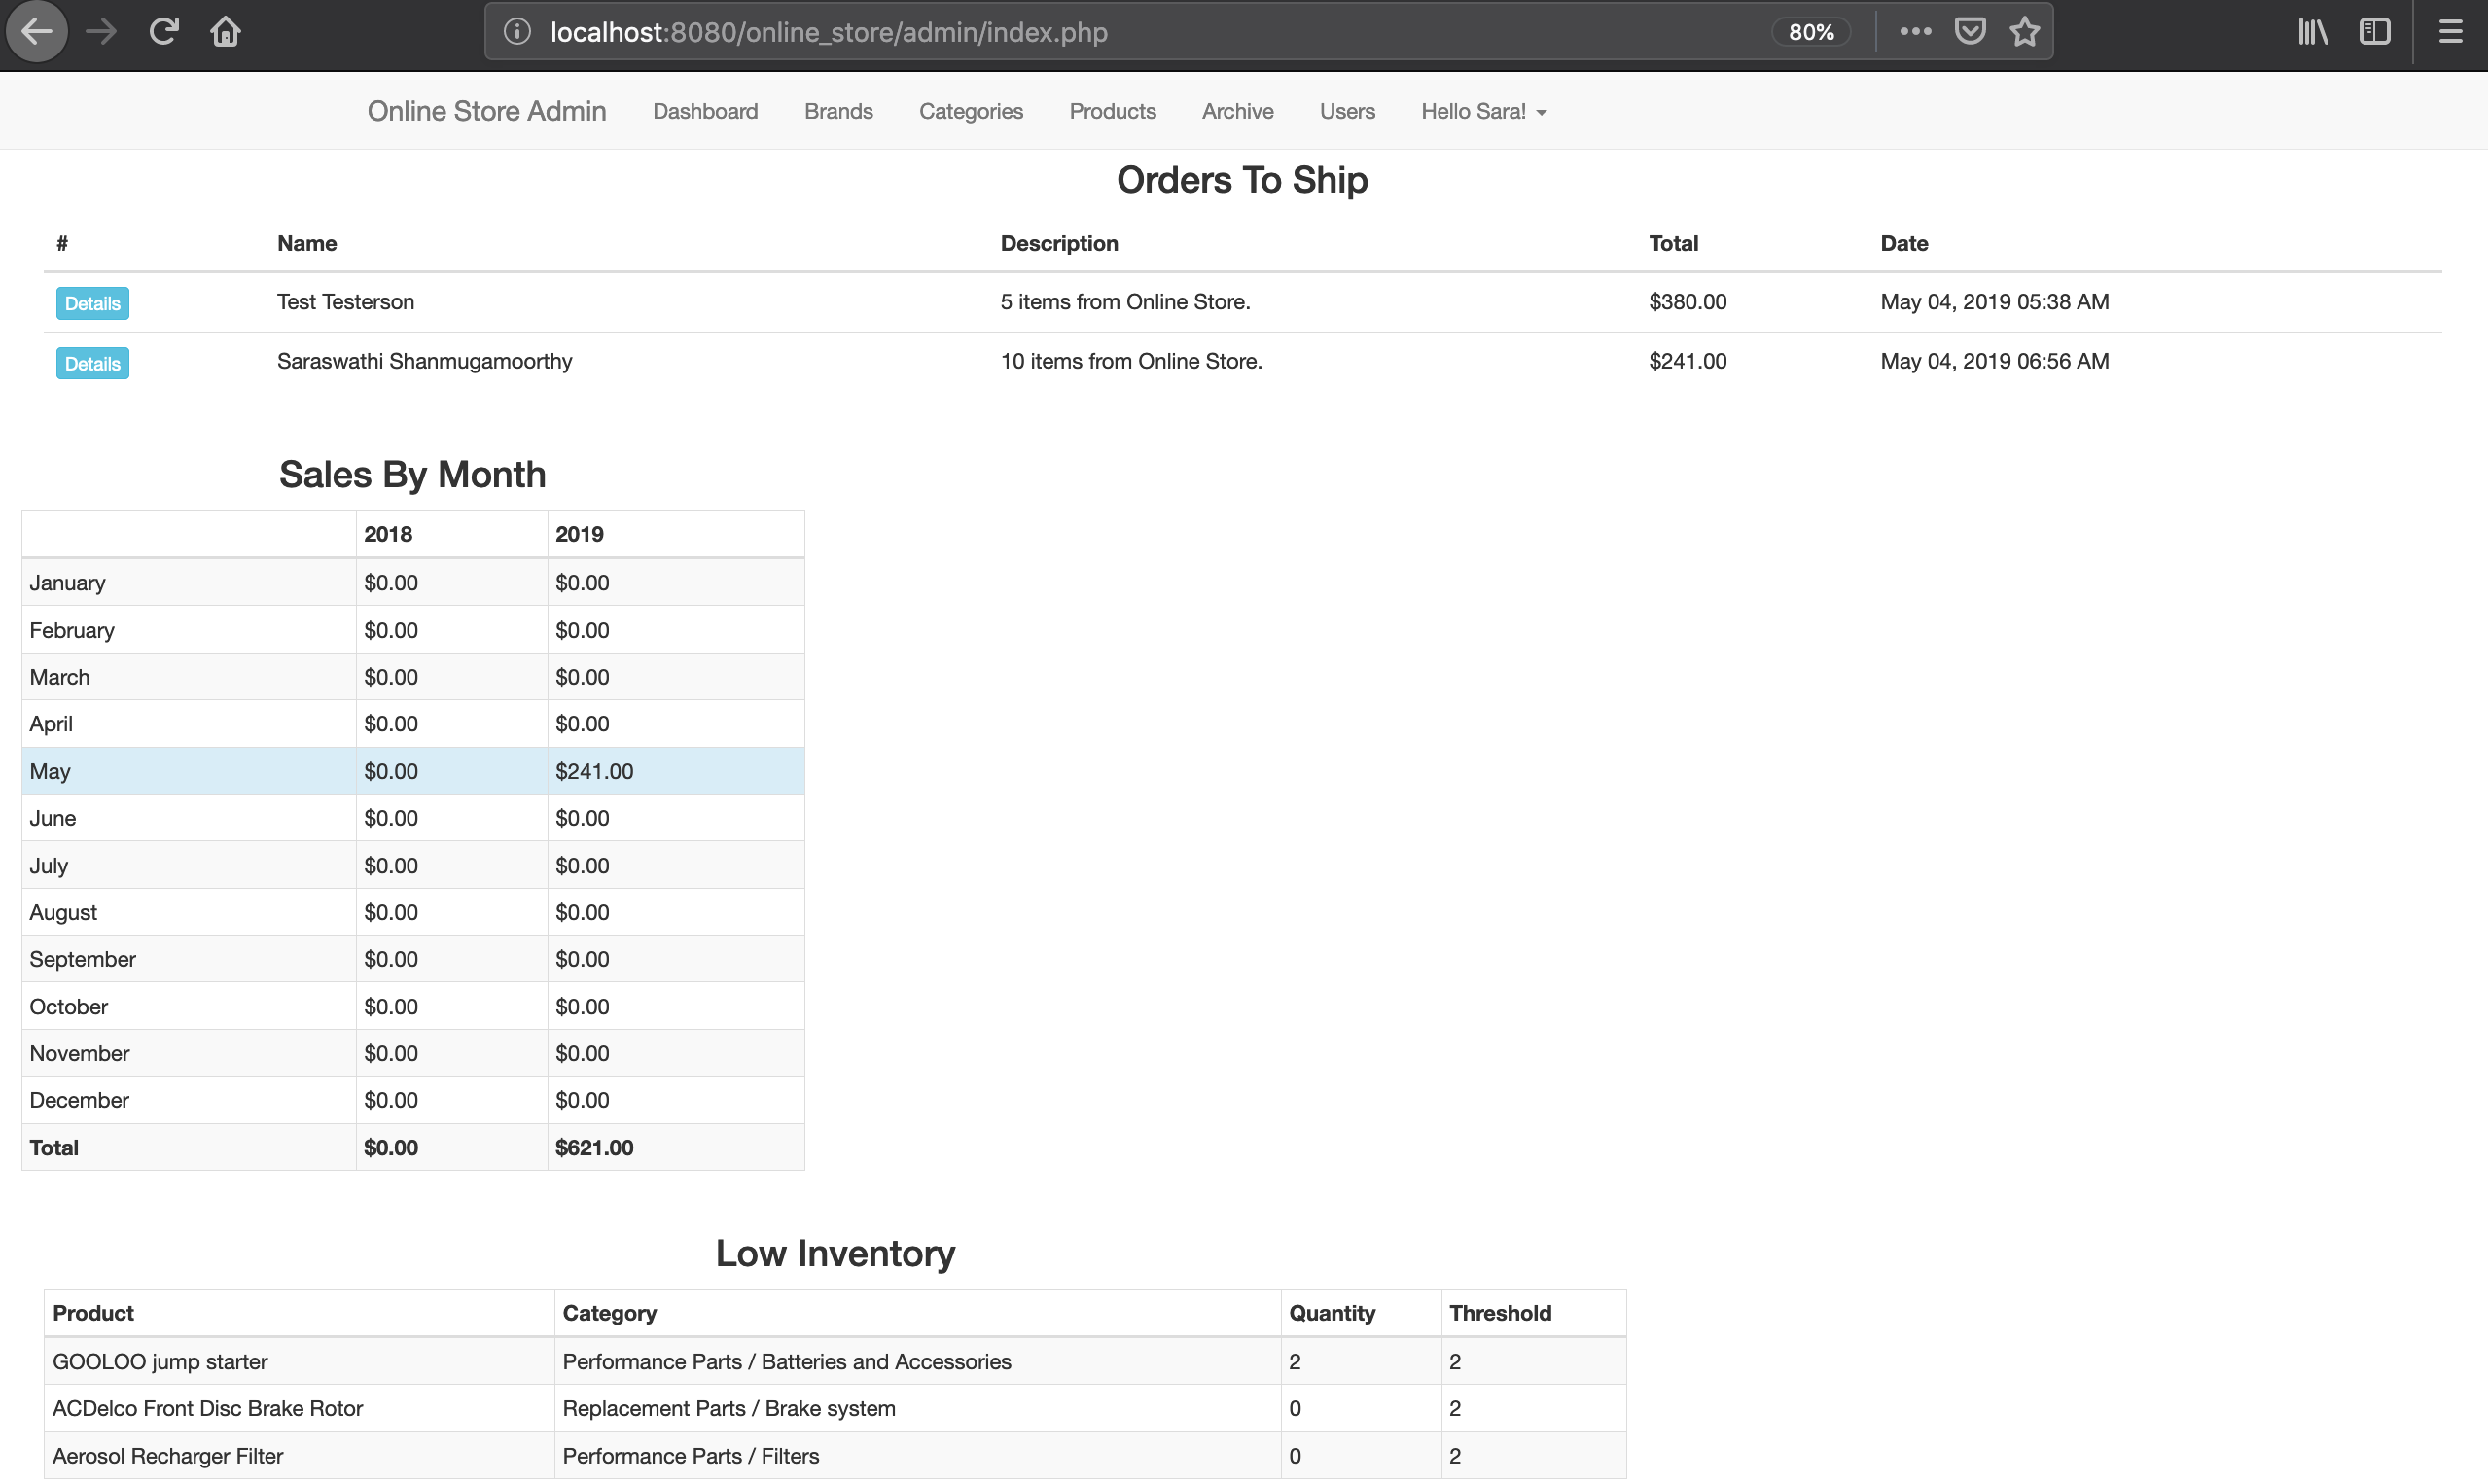 localhost:8080/online_store/admin/index.php 80%
Online Store Admin Dashboard Brands Categories Products Archive Users Hello Sara!
Orders To Ship
# Name Description Total Date
Details Test Testerson 5 items from Online Store. $380.00 May 04, 2019 05:38 AM
Details Saraswathi Shanmugamoorthy 10 items from Online Store. $241.00 May 04, 2019 06:56 AM
Sales By Month
2018 2019
January $0.00 $0.00
February $0.00 $0.00
March $0.00 $0.00
April $0.00 $0.00
May $0.00 $241.00
June $0.00 $0.00
July $0.00 $0.00
August $0.00 $0.00
September $0.00 $0.00
October $0.00 $0.00
November $0.00 $0.00
December $0.00 $0.00
Total $0.00 $621.00
Low Inventory
Product Category Quantity Threshold
GOOLOO jump starter Performance Parts / Batteries and Accessories 2 2
ACDelco Front Disc Brake Rotor Replacement Parts / Brake system 0 2
Aerosol Recharger Filter Performance Parts / Filters 0 2